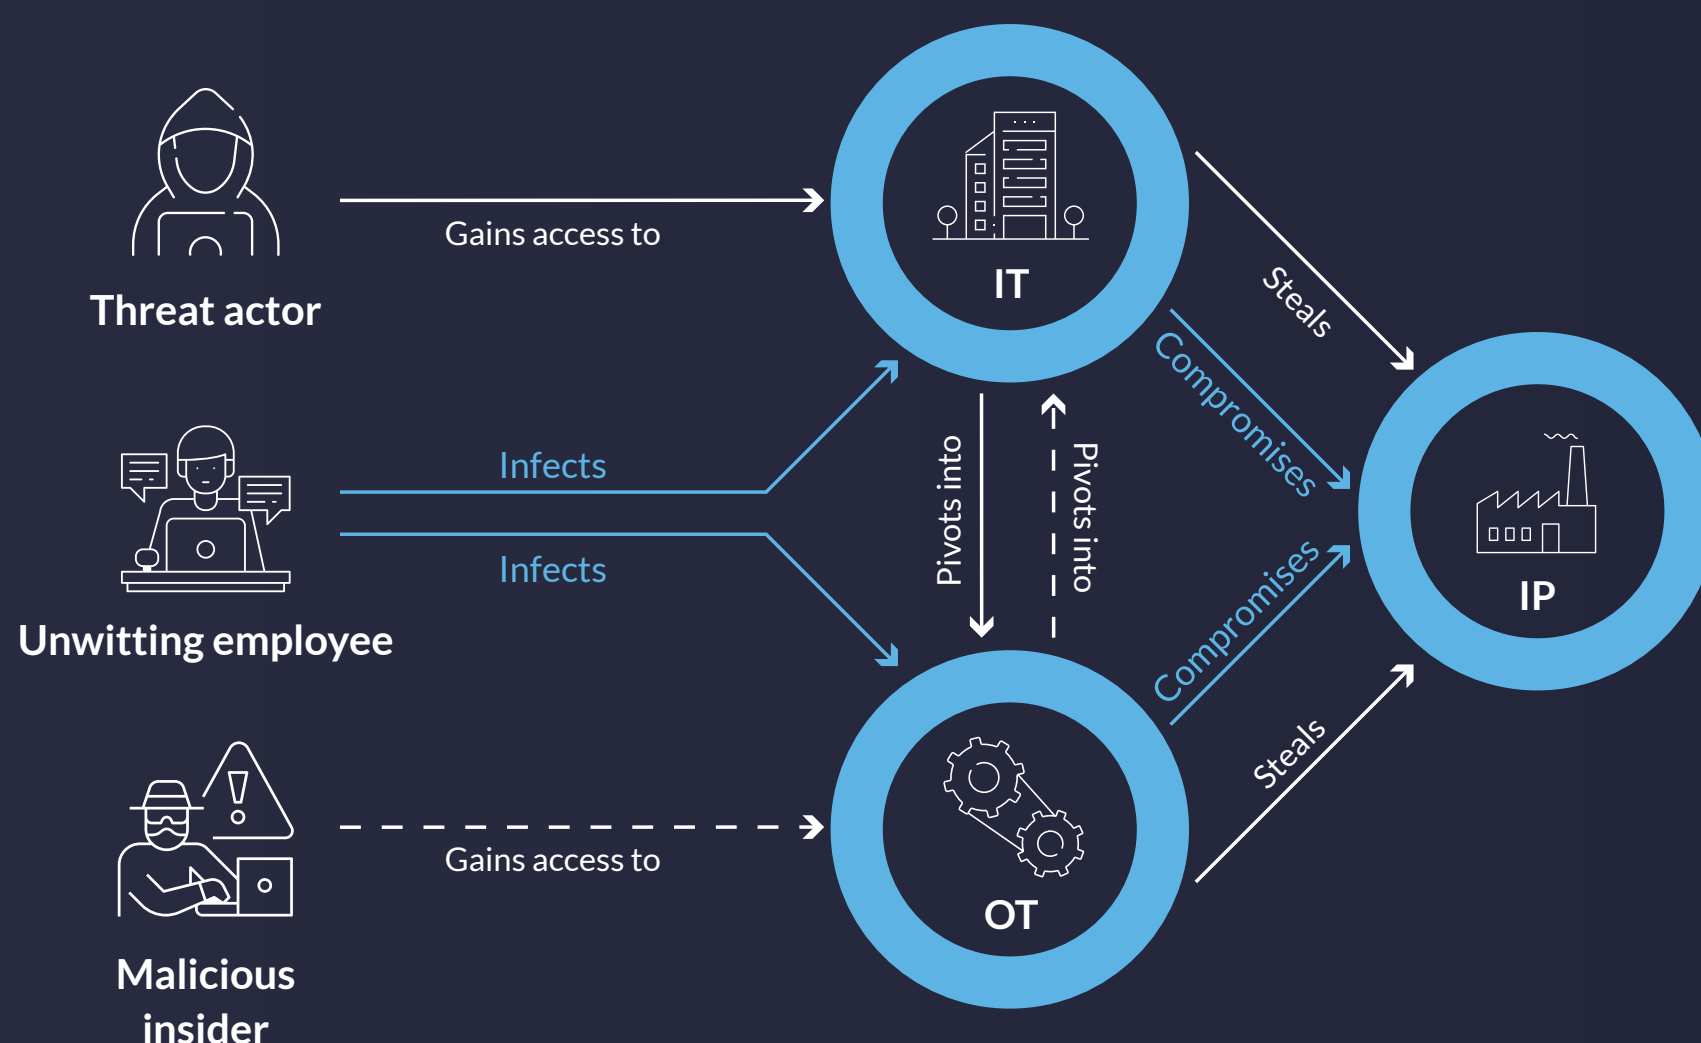 IT
Gains access to
Threat actor
Steals
Compromises
Infects
Pivots into
Pivots into
Infects
Unwitting employee
IP
Compromises
Steals
Gains access to
OT
Malicious
insider